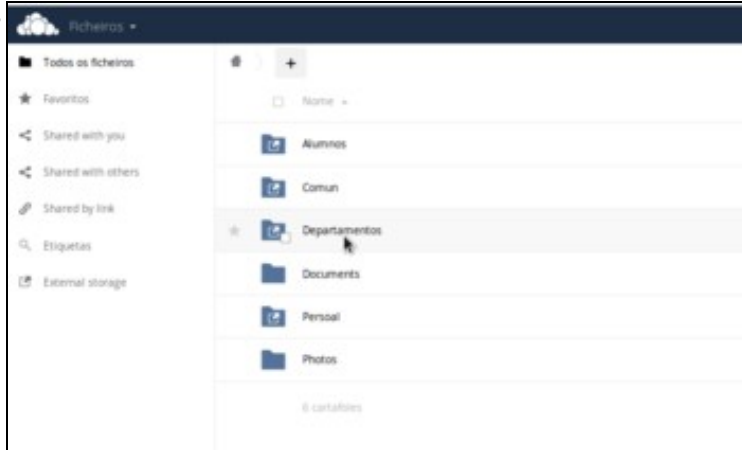 Ficheiros
Todos os ficheiros
Favoritos
Shared with you
Shared with others
Shared by link
Etiquetas
External storage
+
Nome
Alumnos
Comun
Departamentos
Documents
Persoal
Photos
6 cartafoles